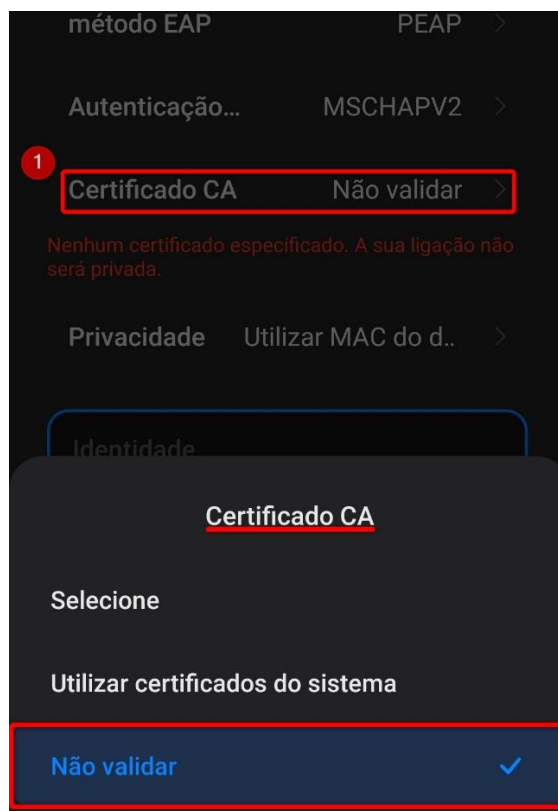 método EAP PEAP
Autenticação... MSCHAPV2
1
Certificado CA Não validar
Nenhum certificado especificado. A sua ligação não
será privada.
Privacidade Utilizar MAC do d..
Identidade
Certificado CA
Selecione
Utilizar certificados do sistema
Não validar